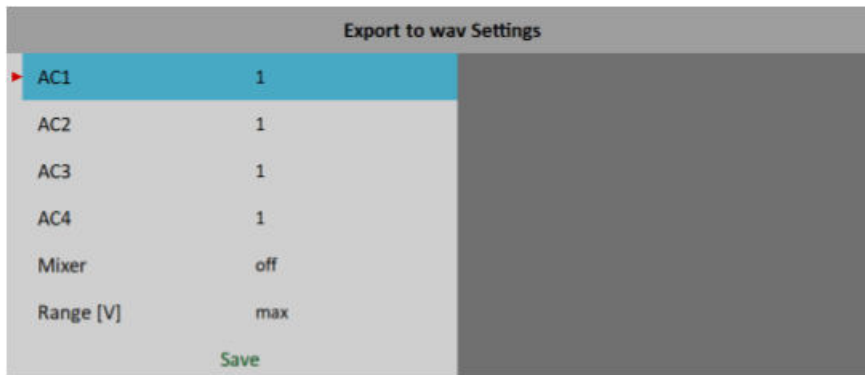 Export to wav Settings
AC1 1
AC2 1
AC3 1
AC4 1
Mixer off
Range [V] max
Save